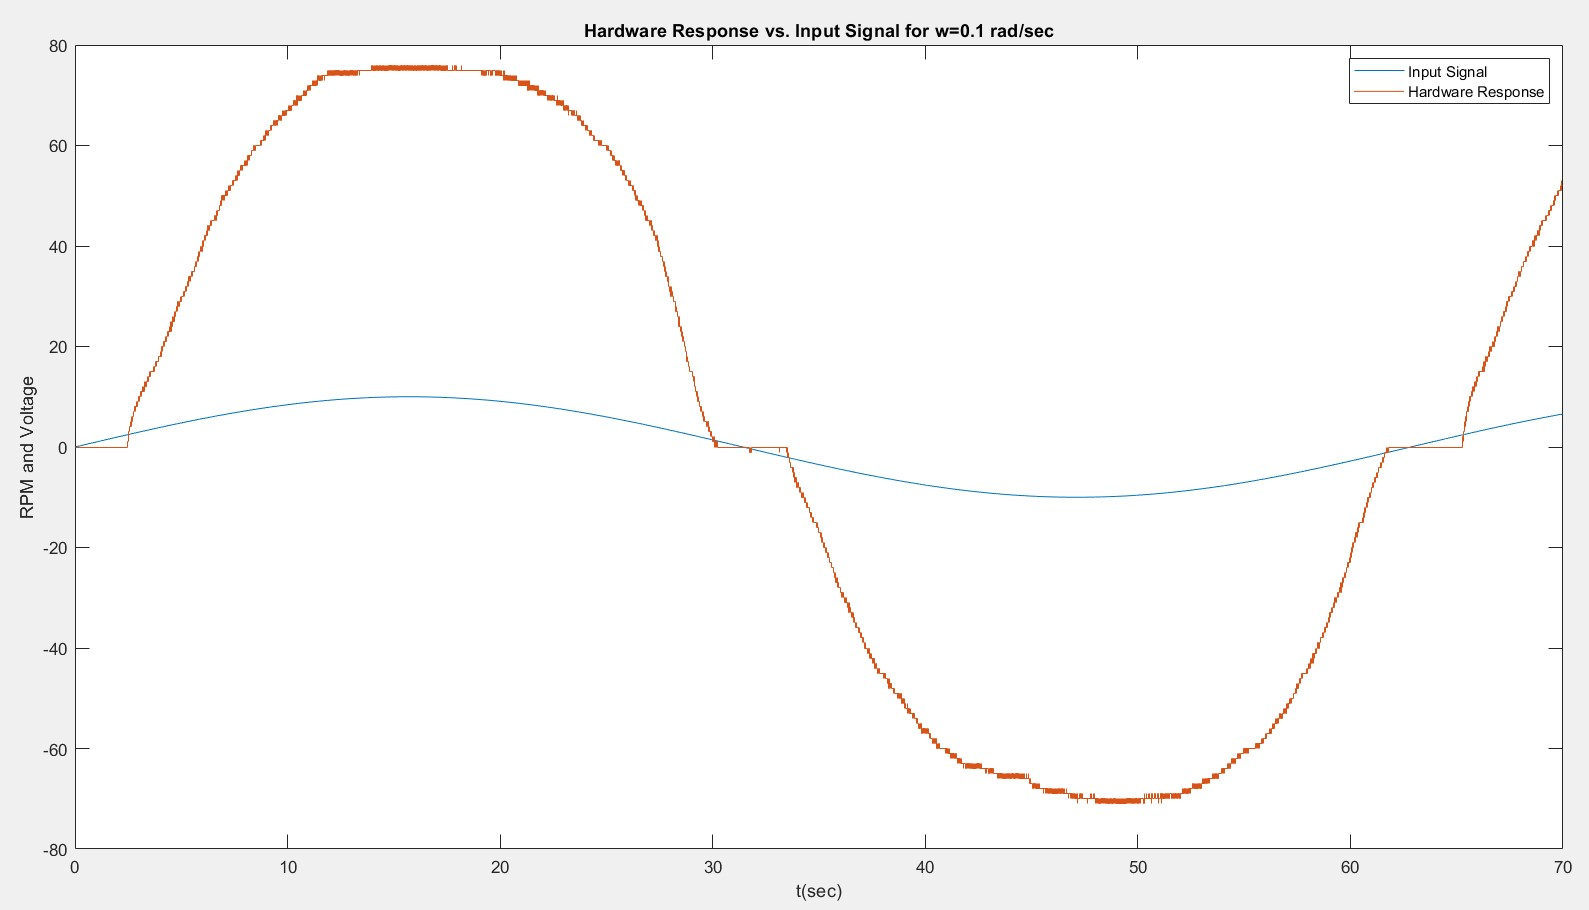 Hardware Response vs. Input Signal for w=0.1 rad/sec
Input Signal
Hardware Response
RPM and Voltage
80
60
40
20
0
-20
-40
-60
-80
0 10 20 30 40 50 60 70
t(sec)